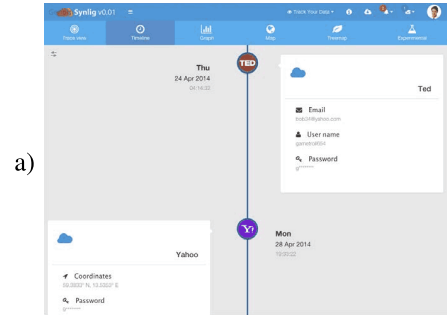 a)
Synlig v0.01
Track Your Data
Trace view
Timeline
Graph
Map
Treemap
Experimental
Thu
24 Apr 2014
TED
Ted
Email
User name
Password
Y!
Mon
28 Apr 2014
Yahoo
Coordinates
Password